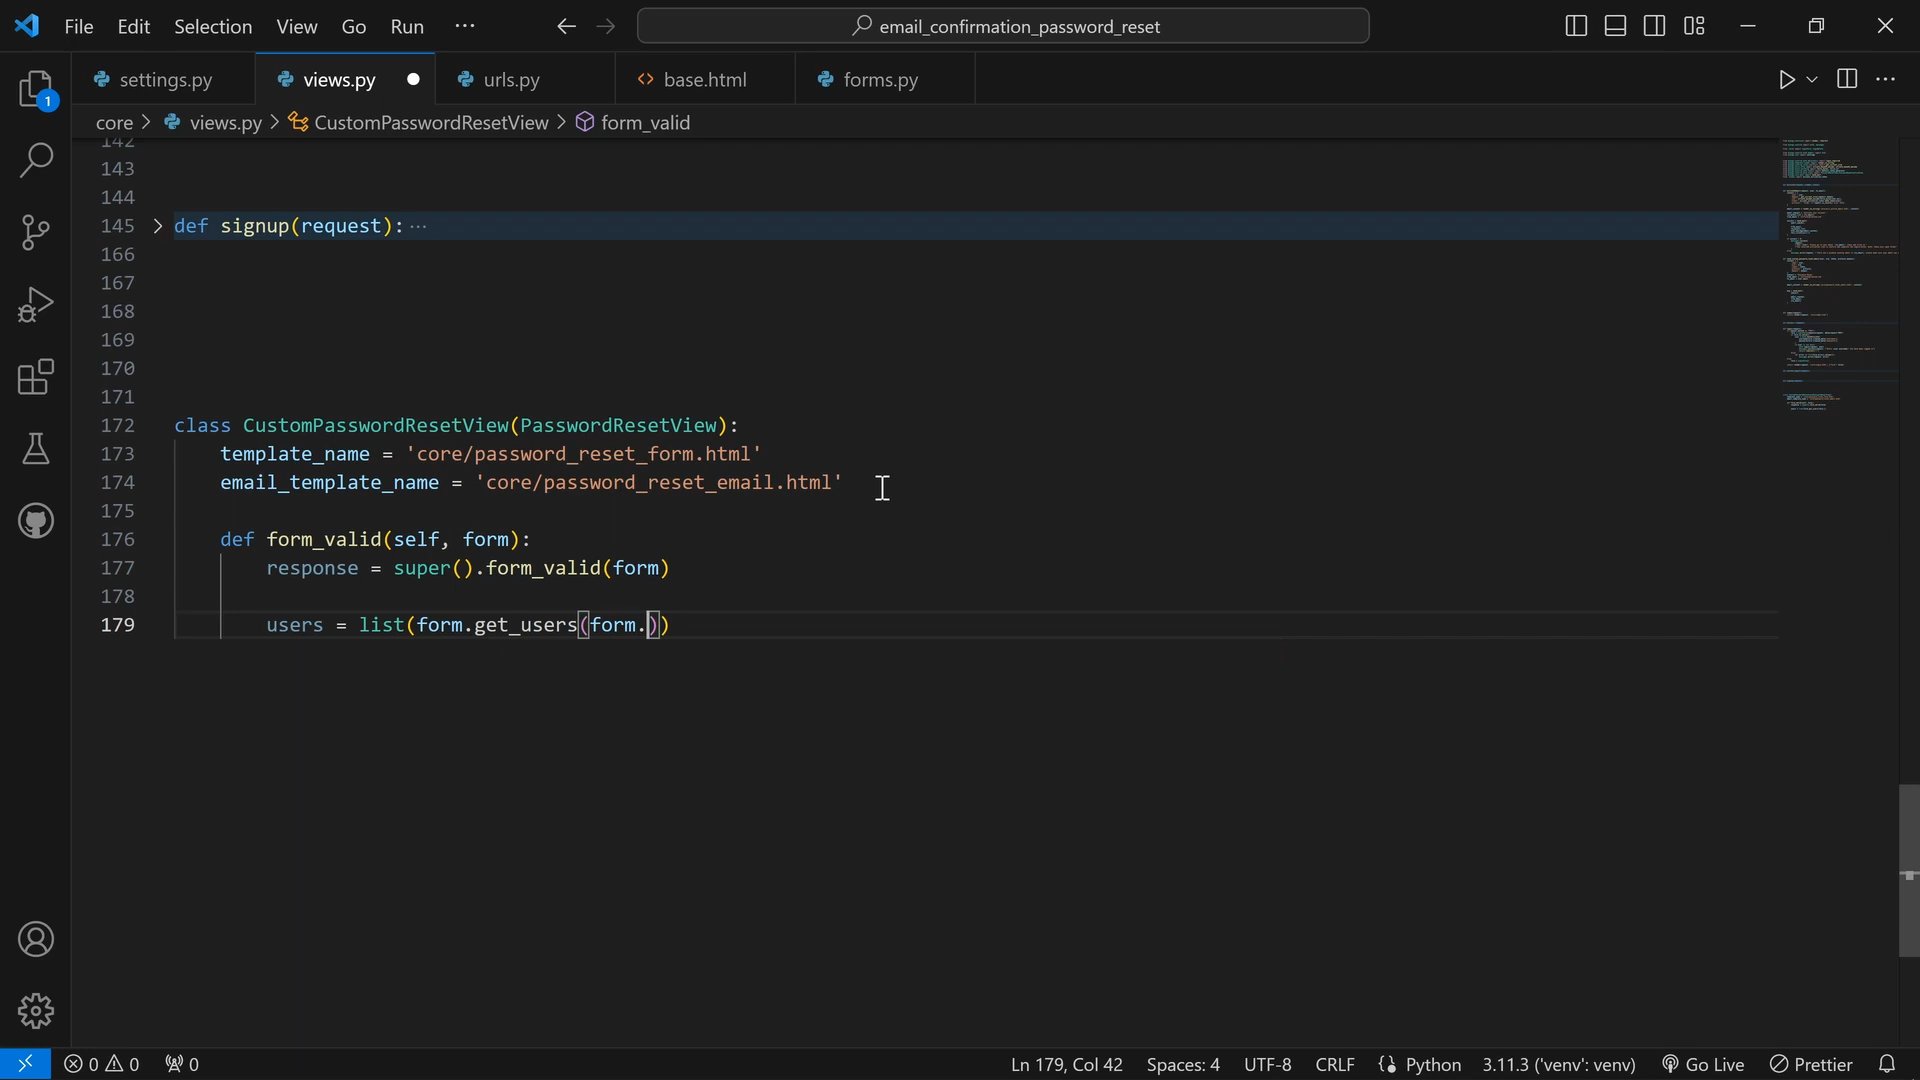 File Edit Selection View Go Run ··· email_confirmation_password_reset
settings.py views.py urls.py base.html forms.py
core > views.py > CustomPasswordResetView > form_valid
142
143
144
145 def signup(request): ···
166
167
168
169
170
171
172 class CustomPasswordResetView(PasswordResetView):
173 template_name = 'core/password_reset_form.html'
174 email_template_name = 'core/password_reset_email.html'
175
176 def form_valid(self, form):
177 response = super().form_valid(form)
178
179 users = list(form.get_users(form.))
1
0 0 0 Ln 179, Col 42 Spaces: 4 UTF-8 CRLF Python 3.11.3 ('venv': venv) Go Live Prettier